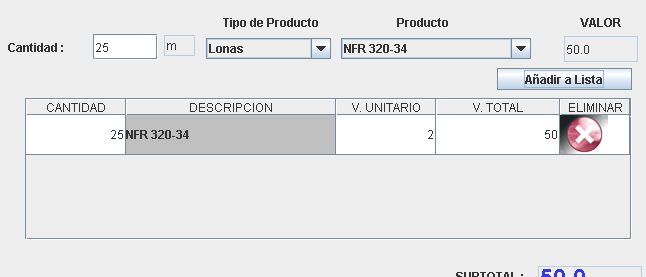 Tipo de Producto Producto VALOR
Cantidad : 25 m Lonas NFR 320-34 50.0
Añadir a Lista
CANTIDAD DESCRIPCION V. UNITARIO V. TOTAL ELIMINAR
25 NFR 320-34 2 50
SUBTOTAL : 50.0